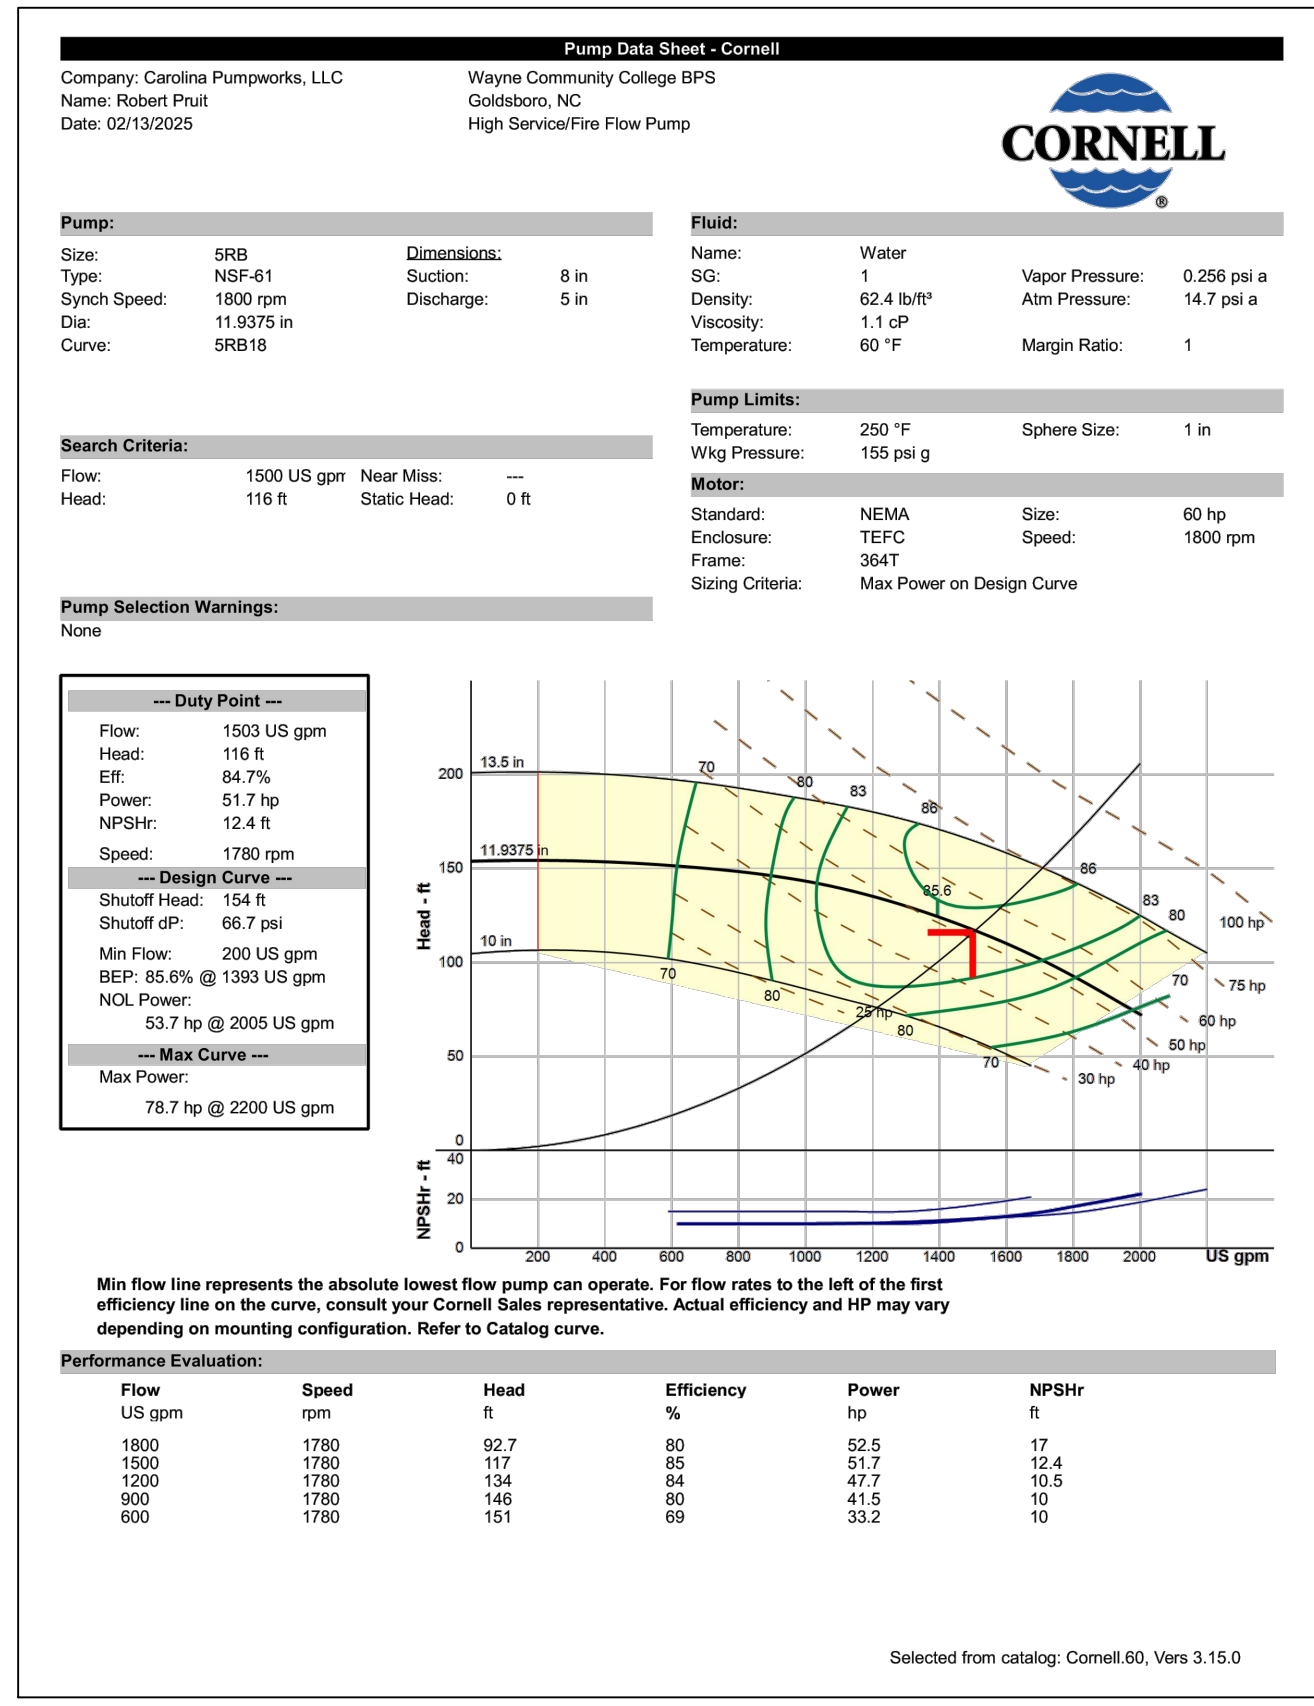 Pump Data Sheet - Cornell
Company: Carolina Pumpworks, LLC
Name: Robert Pruit
Date: 02/13/2025
Wayne Community College BPS
Goldsboro, NC
High Service/Fire Flow Pump
CORNELL
®
Pump:
Size: 5RB
Type: NSF-61
Synch Speed: 1800 rpm
Dia: 11.9375 in
Curve: 5RB18
Dimensions:
Suction: 8 in
Discharge: 5 in
Search Criteria:
Flow: 1500 US gpm Near Miss: ---
Head: 116 ft Static Head: 0 ft
Pump Selection Warnings:
None
Fluid:
Name: Water
SG: 1 Vapor Pressure: 0.256 psi a
Density: 62.4 lb/ft³ Atm Pressure: 14.7 psi a
Viscosity: 1.1 cP
Temperature: 60 °F Margin Ratio: 1
Pump Limits:
Temperature: 250 °F Sphere Size: 1 in
Wkg Pressure: 155 psi g
Motor:
Standard: NEMA Size: 60 hp
Enclosure: TEFC Speed: 1800 rpm
Frame: 364T
Sizing Criteria: Max Power on Design Curve
--- Duty Point ---
Flow: 1503 US gpm
Head: 116 ft
Eff: 84.7%
Power: 51.7 hp
NPSHr: 12.4 ft
Speed: 1780 rpm
--- Design Curve ---
Shutoff Head: 154 ft
Shutoff dP: 66.7 psi
Min Flow: 200 US gpm
BEP: 85.6% @ 1393 US gpm
NOL Power:
53.7 hp @ 2005 US gpm
--- Max Curve ---
Max Power:
78.7 hp @ 2200 US gpm
Head - ft
200
150
100
50
0
13.5 in
11.9375 in
10 in
70
80
83
86
85.6
86
83
80
70
70
80
25 hp
80
70
100 hp
75 hp
60 hp
50 hp
40 hp
30 hp
NPSHr - ft
40
20
0
200 400 600 800 1000 1200 1400 1600 1800 2000 US gpm
Min flow line represents the absolute lowest flow pump can operate. For flow rates to the left of the first
efficiency line on the curve, consult your Cornell Sales representative. Actual efficiency and HP may vary
depending on mounting configuration. Refer to Catalog curve.
Performance Evaluation:
Flow Speed Head Efficiency Power NPSHr
US gpm rpm ft % hp ft
1800 1780 92.7 80 52.5 17
1500 1780 117 85 51.7 12.4
1200 1780 134 84 47.7 10.5
900 1780 146 80 41.5 10
600 1780 151 69 33.2 10
Selected from catalog: Cornell.60, Vers 3.15.0